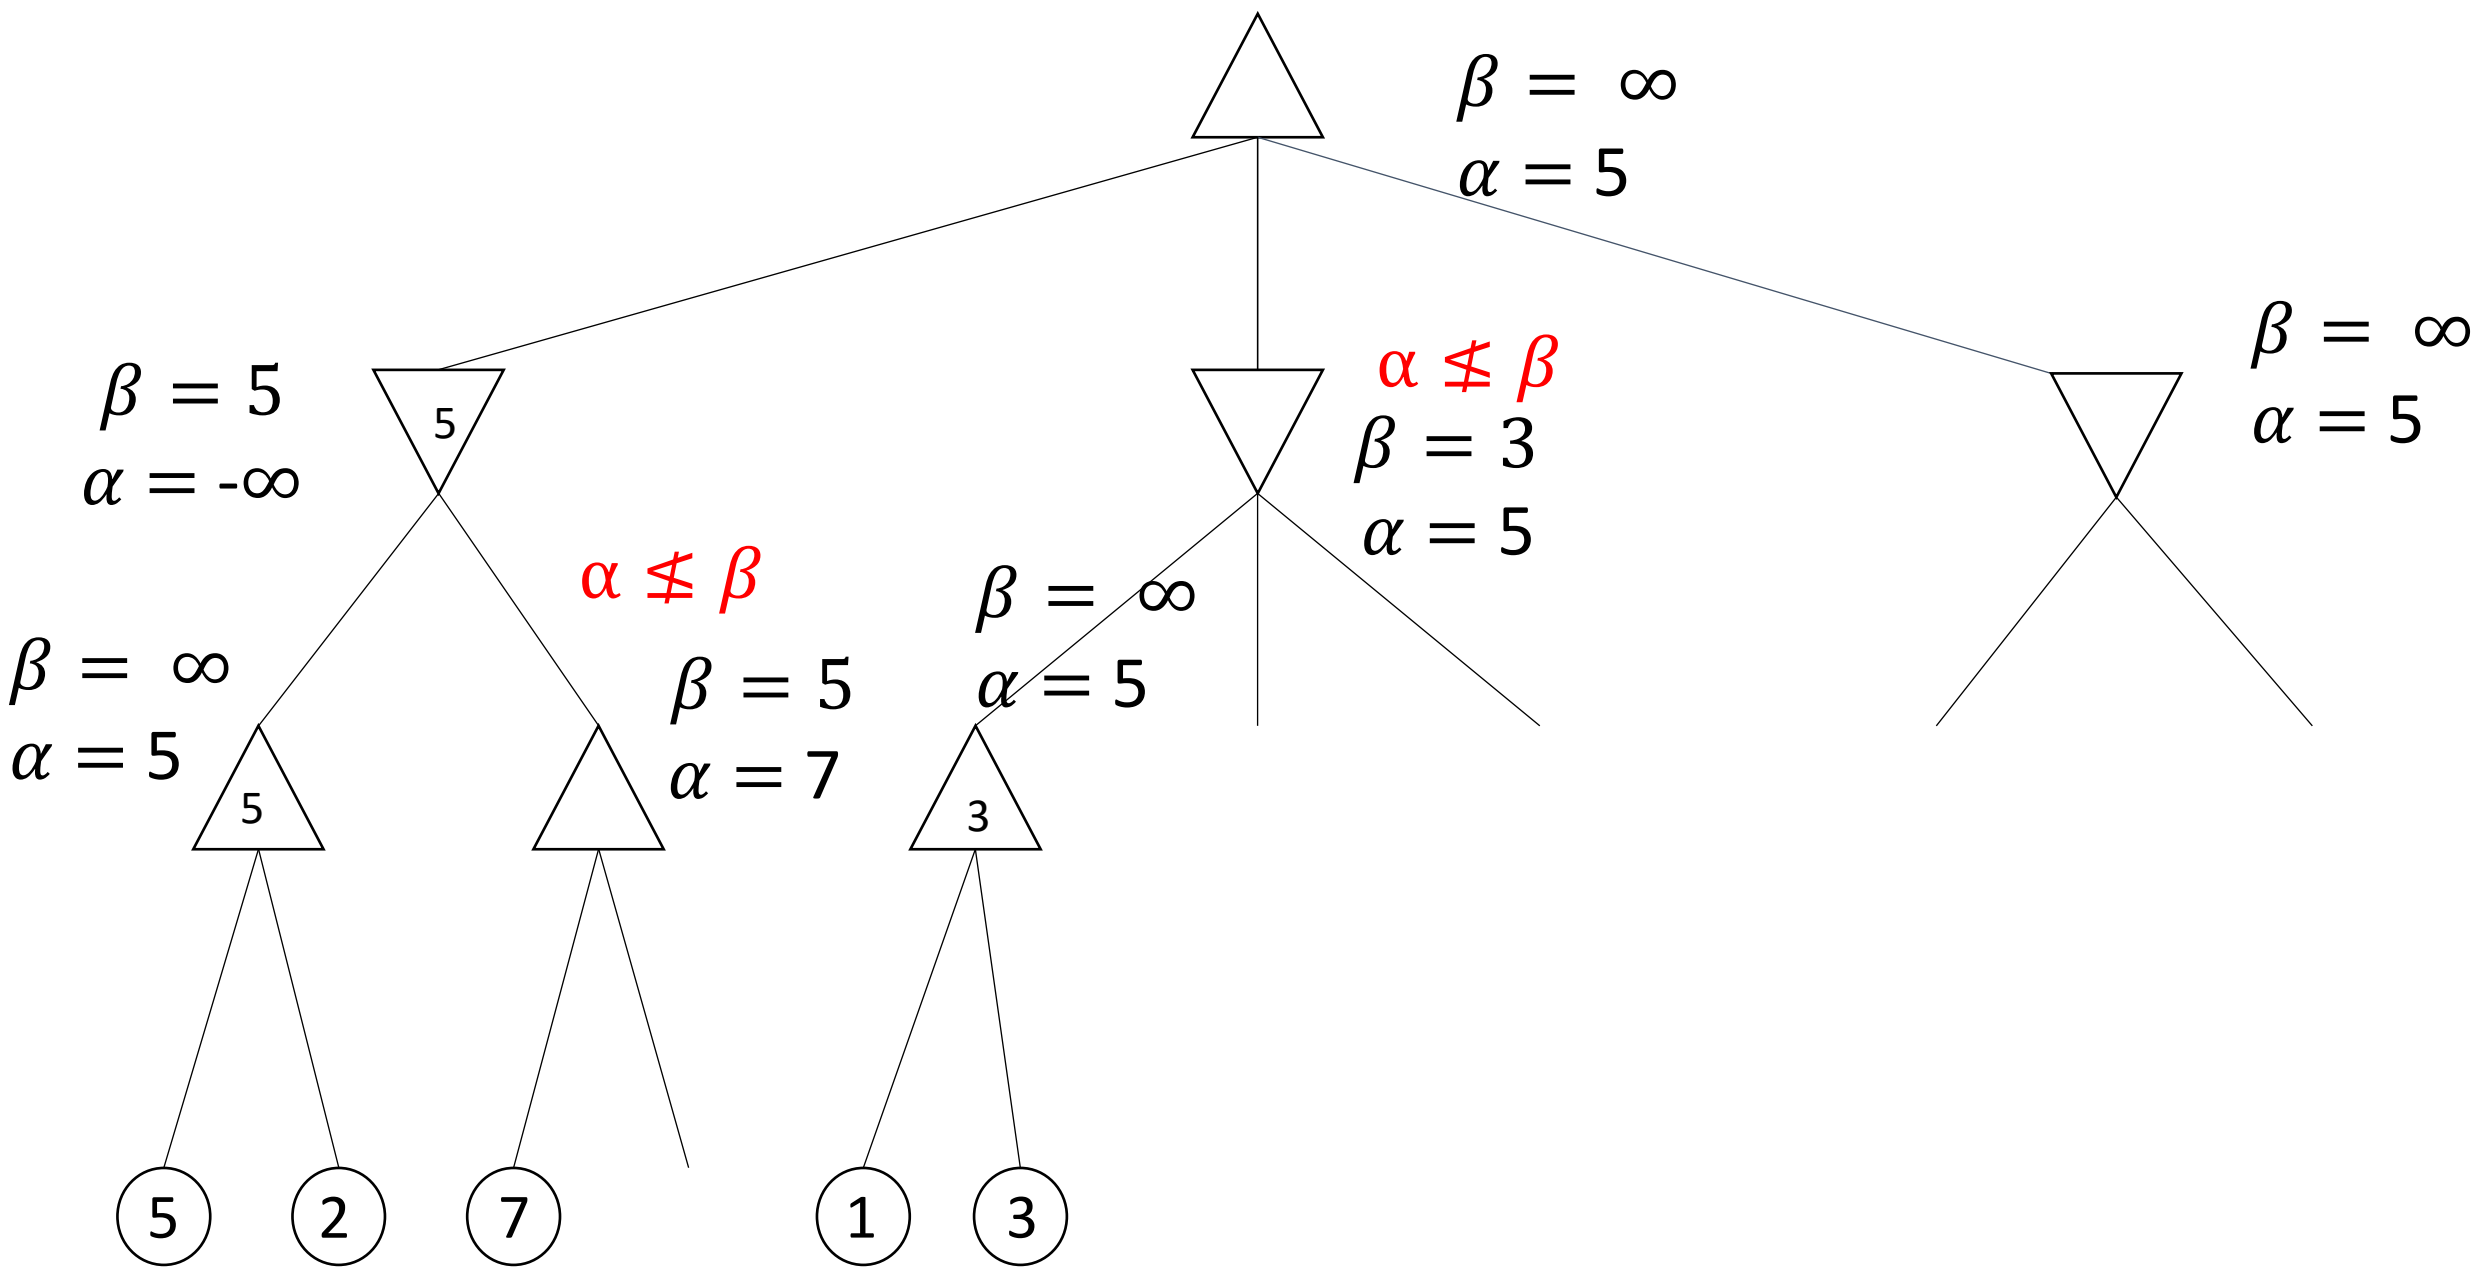 β = ∞
α = 5
β = 5
α = -∞
5
α ≰ β
β = 3
α = 5
β = ∞
α = 5
α ≰ β
β = ∞
α = 5
5
β = 5
α = 7
β = ∞
α = 5
3
5
2
7
1
3